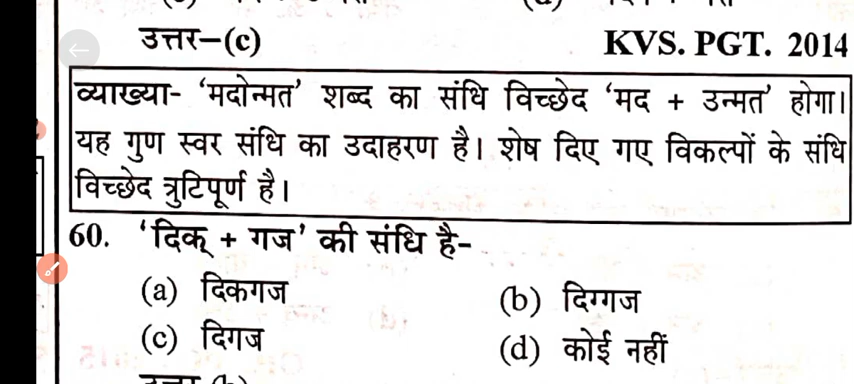 उत्तर–(c) KVS. PGT. 2014
व्याख्या- ‘मदोन्मत’ शब्द का संधि विच्छेद ‘मद + उन्मत’ होगा।
यह गुण स्वर संधि का उदाहरण है। शेष दिए गए विकल्पों के संधि
विच्छेद त्रुटिपूर्ण है।
60. ‘दिक् + गज’ की संधि है-
(a) दिकगज (b) दिग्गज
(c) दिगज (d) कोई नहीं